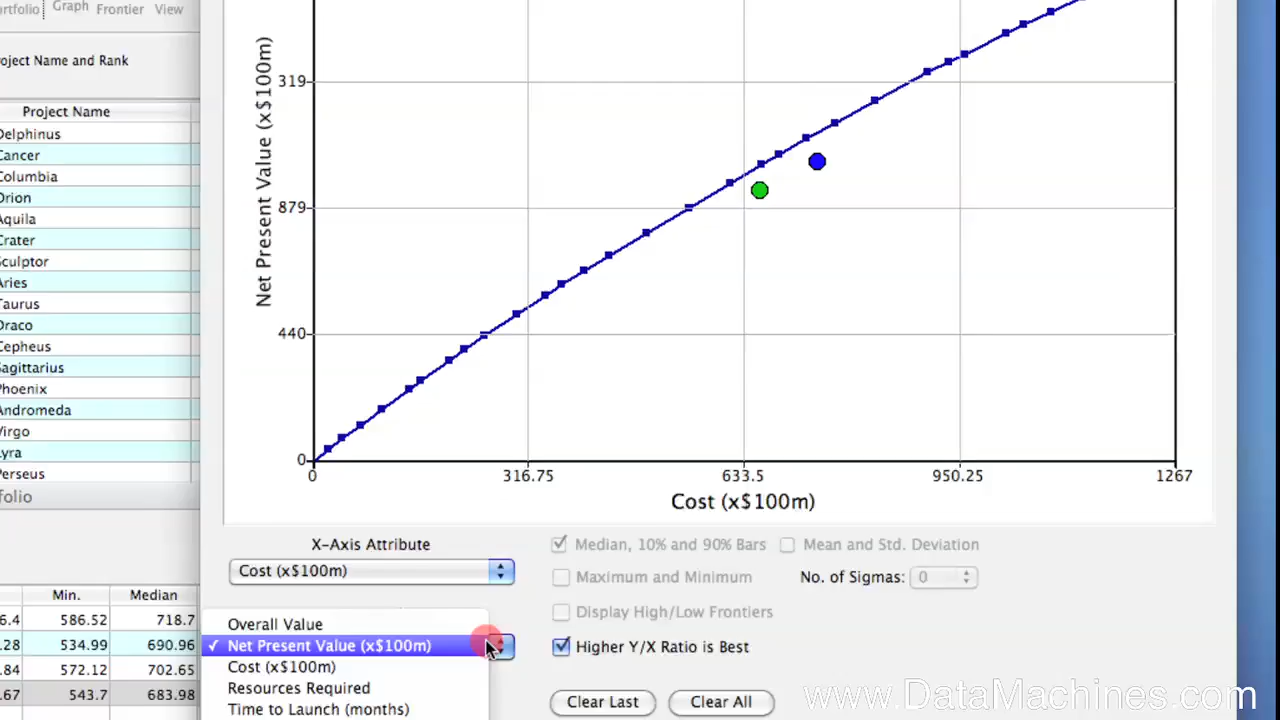 rtfolio Graph Frontier View
oject Name and Rank
Project Name
Delphinus
Cancer
Columbia
Orion
Aquila
Crater
Sculptor
Aries
Taurus
Draco
Cepheus
Sagittarius
Phoenix
Andromeda
Virgo
Lyra
Perseus
folio
Min. Median
6.4 586.52 718.7
.28 534.99 690.96
.84 572.12 702.65
.67 543.7 683.98
Net Present Value (x$100m)
319
879
440
0
0 316.75 633.5 950.25 1267
Cost (x$100m)
X-Axis Attribute
Cost (x$100m)
Overall Value
✓ Net Present Value (x$100m)
Cost (x$100m)
Resources Required
Time to Launch (months)
Median, 10% and 90% Bars
Mean and Std. Deviation
Maximum and Minimum
No. of Sigmas: 0
Display High/Low Frontiers
Higher Y/X Ratio is Best
Clear Last Clear All
www.DataMachines.com